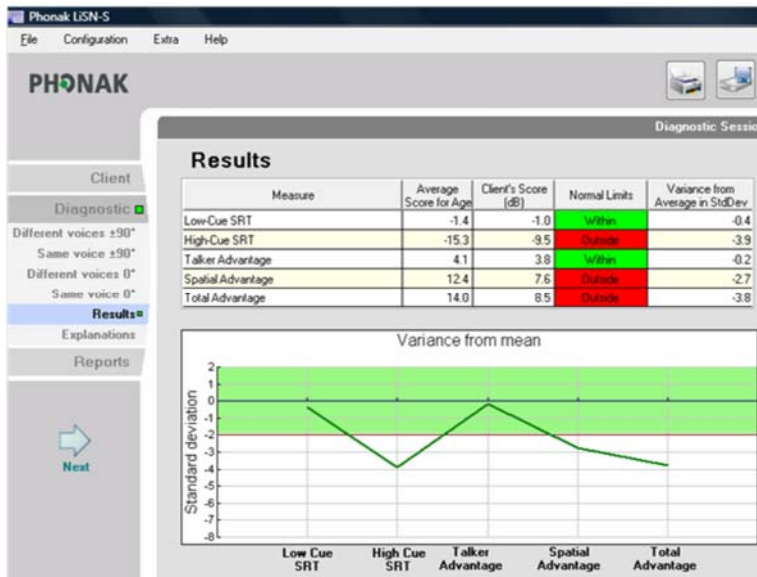 Phonak LiSN-S
File Configuration Extra Help
PHONAK
Diagnostic Sessio
Client
Diagnostic
Different voices ±90°
Same voice ±90°
Different voices 0°
Same voice 0°
Results
Explanations
Reports
Next
Results
Measure Average Score for Age Client's Score (dB) Normal Limits Variance from Average in StdDev
Low-Cue SRT -1.4 -1.0 Within -0.4
High-Cue SRT -15.3 -9.5 Outside -3.9
Talker Advantage 4.1 3.8 Within -0.2
Spatial Advantage 12.4 7.6 Outside -2.7
Total Advantage 14.0 8.5 Outside -3.8
Variance from mean
Standard deviation
2
1
0
-1
-2
-3
-4
-5
-6
-7
-8
Low Cue SRT
High Cue SRT
Talker Advantage
Spatial Advantage
Total Advantage